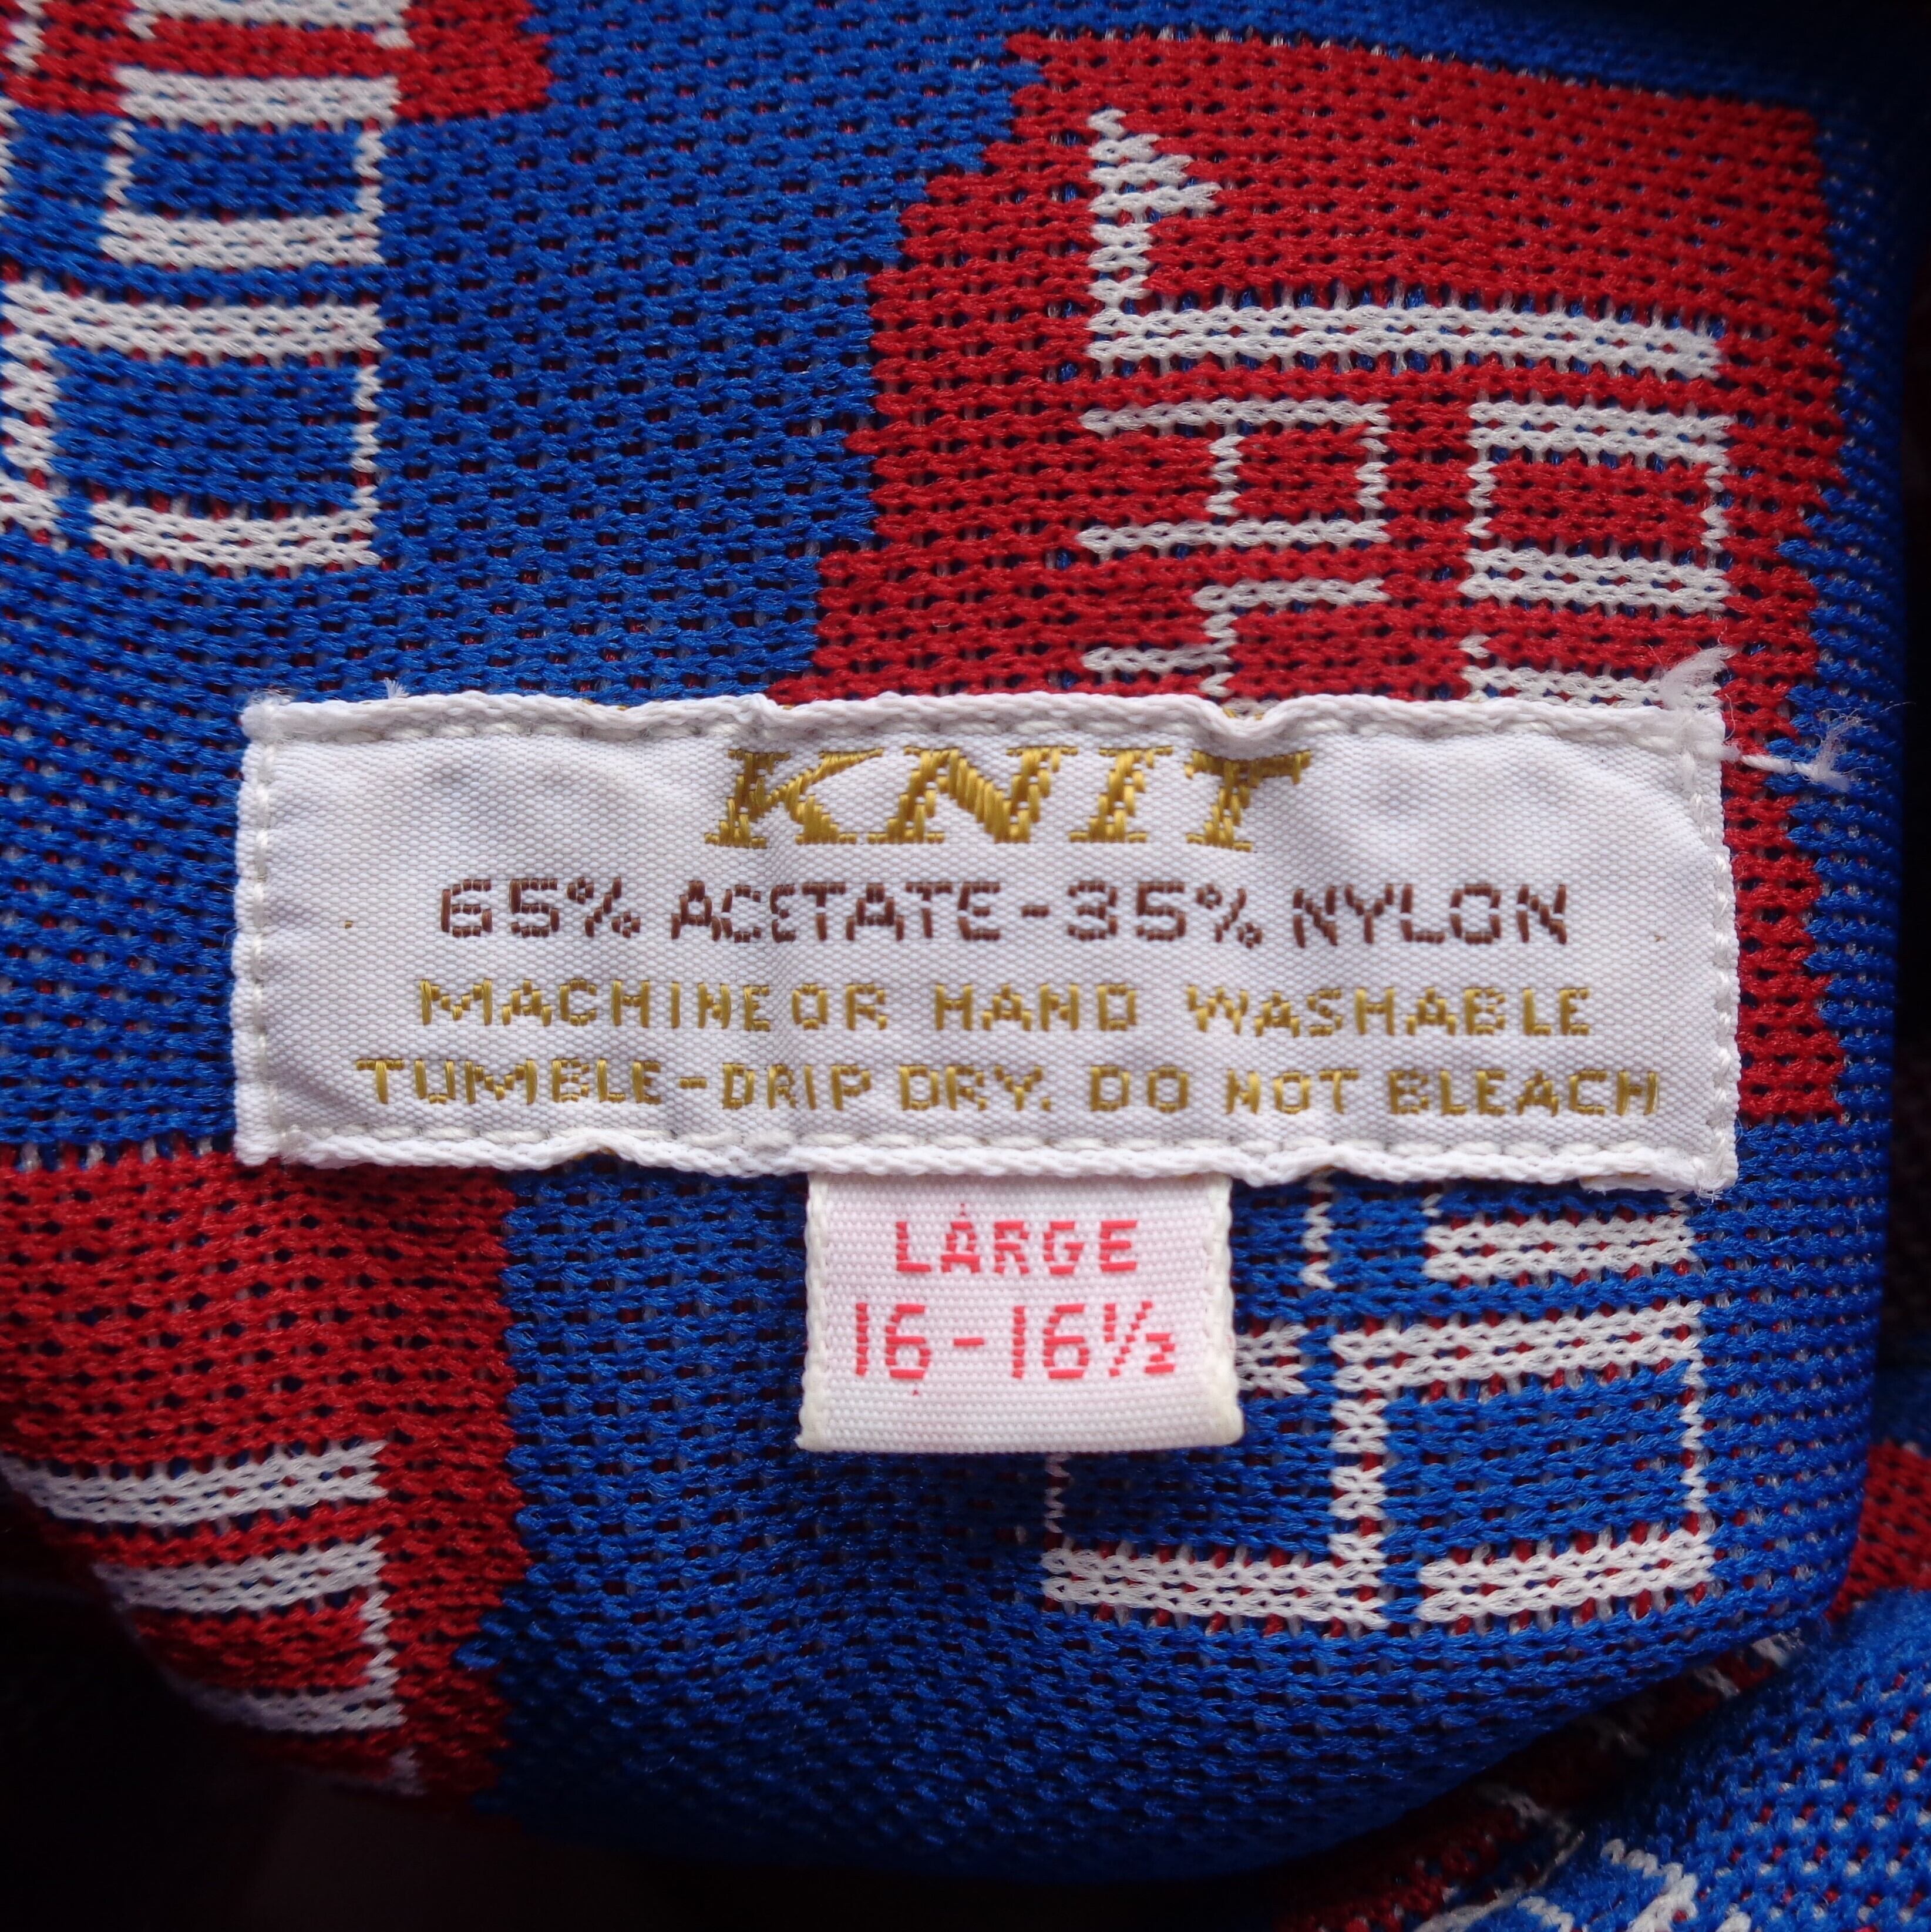 KNIT
65% ACETATE-35% NYLON
MACHINE OR HAND WASHABLE
TUMBLE-DRIP DRY. DO NOT BLEACH
LARGE
16-16½